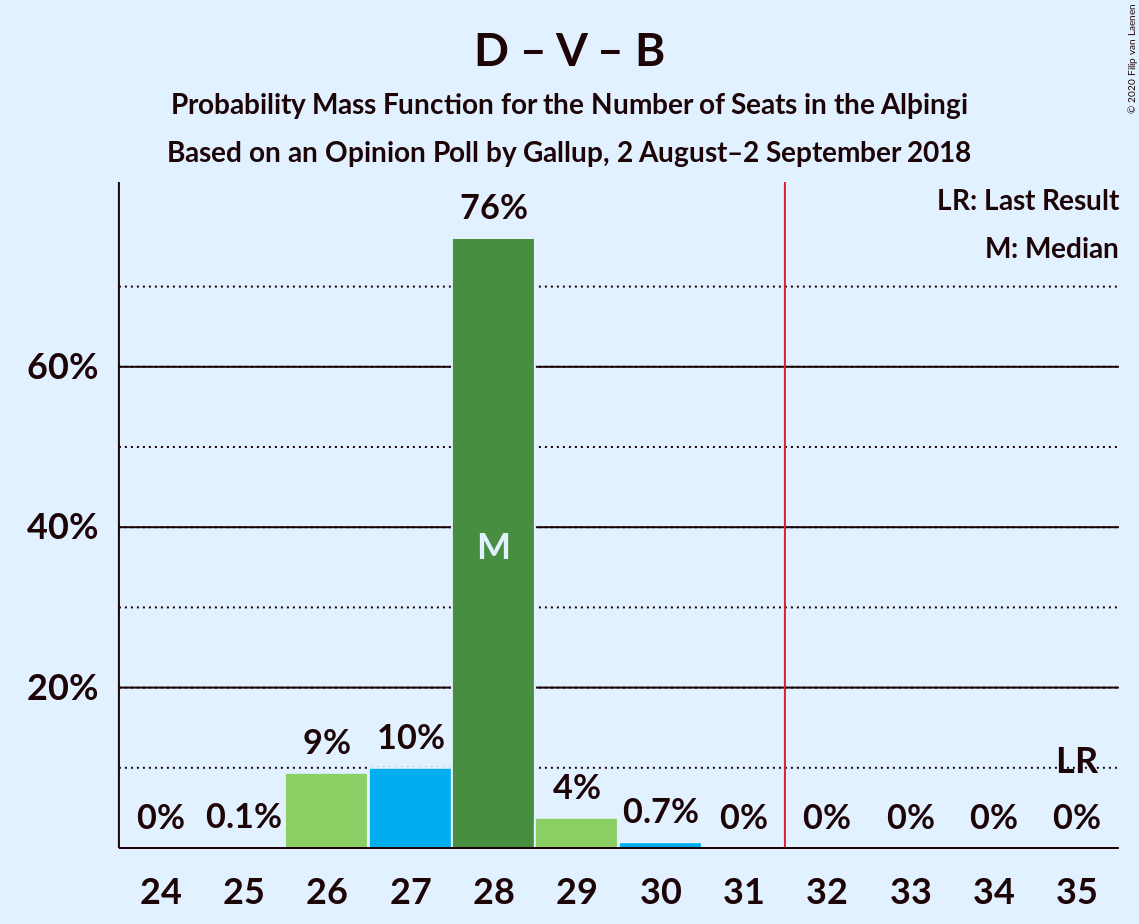 D – V – B
Probability Mass Function for the Number of Seats in the Alþingi
Based on an Opinion Poll by Gallup, 2 August–2 September 2018
© 2020 Filip van Laenen
LR: Last Result
M: Median
60%
40%
20%
0%
0.1%
9%
10%
76%
M
4%
0.7%
0%
0%
0%
0%
LR
0%
24 25 26 27 28 29 30 31 32 33 34 35